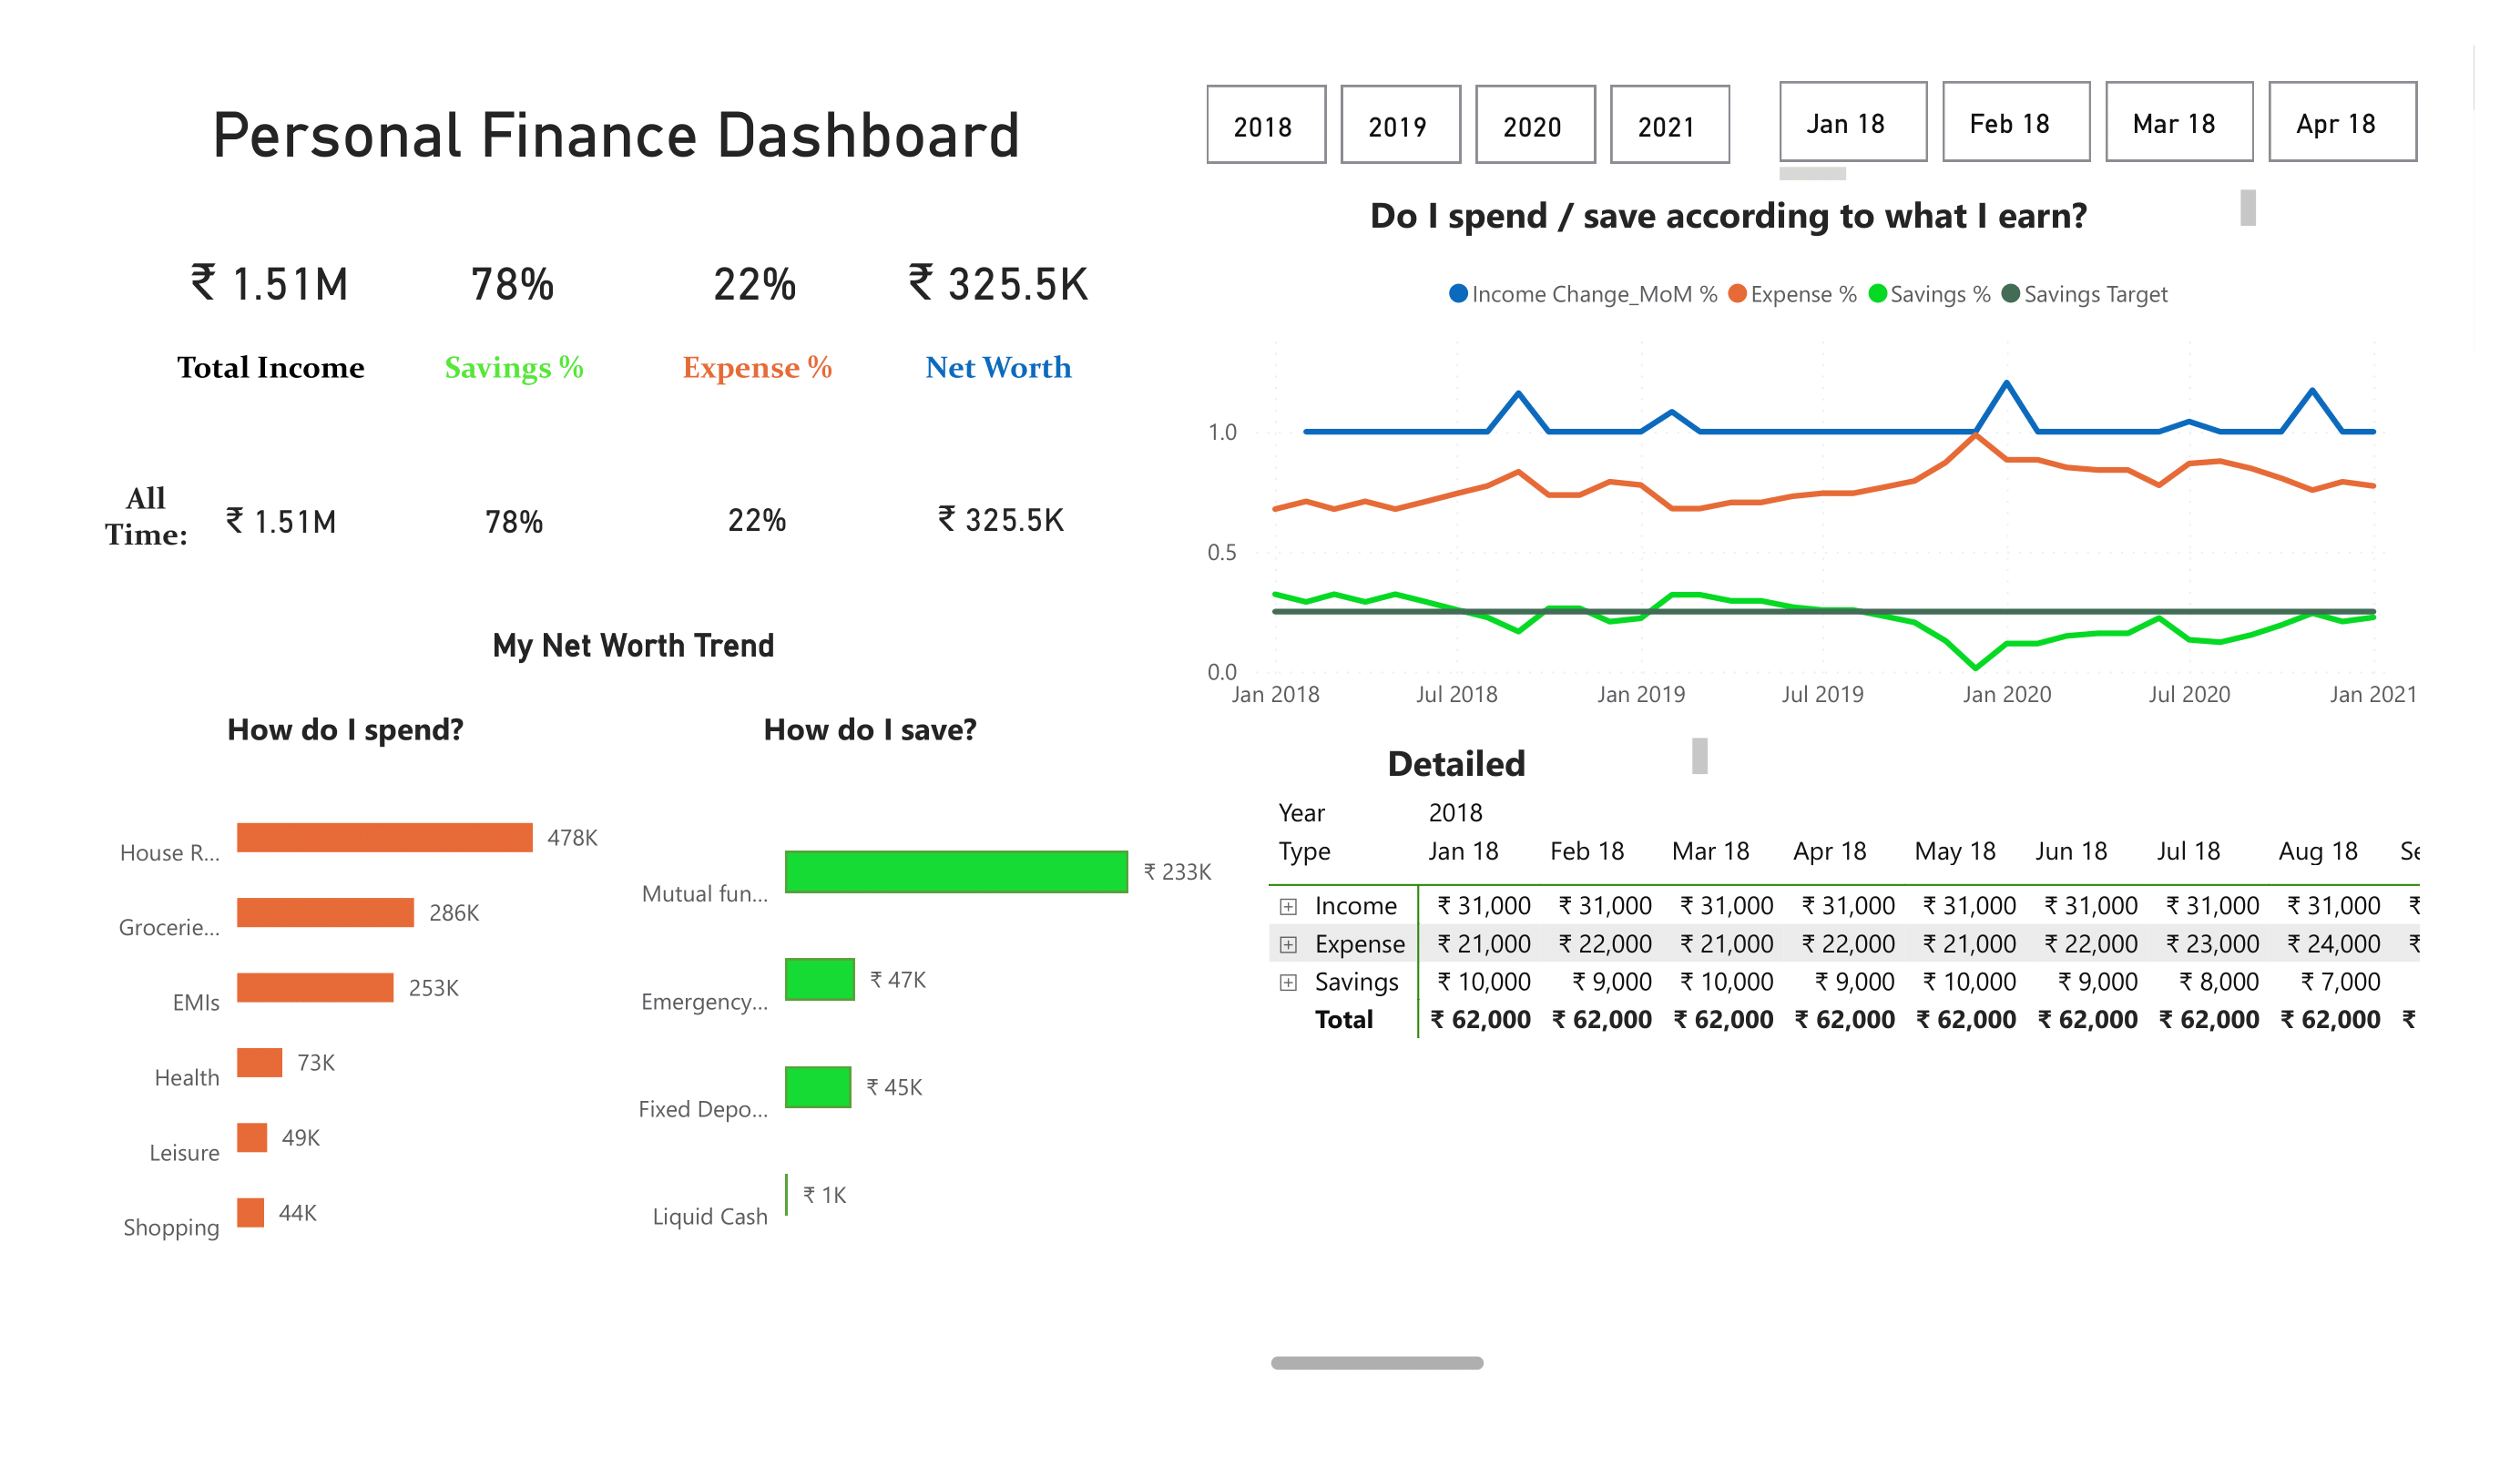 Personal Finance Dashboard
2018 2019 2020 2021 Jan 18 Feb 18 Mar 18 Apr 18
₹ 1.51M 78% 22% ₹ 325.5K
Total Income Savings % Expense % Net Worth
All Time: ₹ 1.51M 78% 22% ₹ 325.5K
My Net Worth Trend
How do I spend?
House R... 478K
Grocerie... 286K
EMIs 253K
Health 73K
Leisure 49K
Shopping 44K
How do I save?
Mutual fun... ₹ 233K
Emergency... ₹ 47K
Fixed Depo... ₹ 45K
Liquid Cash ₹ 1K
Do I spend / save according to what I earn?
Income Change_MoM % Expense % Savings % Savings Target
1.0
0.5
0.0
Jan 2018 Jul 2018 Jan 2019 Jul 2019 Jan 2020 Jul 2020 Jan 2021
Detailed
Year 2018
Type Jan 18 Feb 18 Mar 18 Apr 18 May 18 Jun 18 Jul 18 Aug 18 Se
Income ₹ 31,000 ₹ 31,000 ₹ 31,000 ₹ 31,000 ₹ 31,000 ₹ 31,000 ₹ 31,000 ₹ 31,000 ₹
Expense ₹ 21,000 ₹ 22,000 ₹ 21,000 ₹ 22,000 ₹ 21,000 ₹ 22,000 ₹ 23,000 ₹ 24,000 ₹
Savings ₹ 10,000 ₹ 9,000 ₹ 10,000 ₹ 9,000 ₹ 10,000 ₹ 9,000 ₹ 8,000 ₹ 7,000
Total ₹ 62,000 ₹ 62,000 ₹ 62,000 ₹ 62,000 ₹ 62,000 ₹ 62,000 ₹ 62,000 ₹ 62,000 ₹